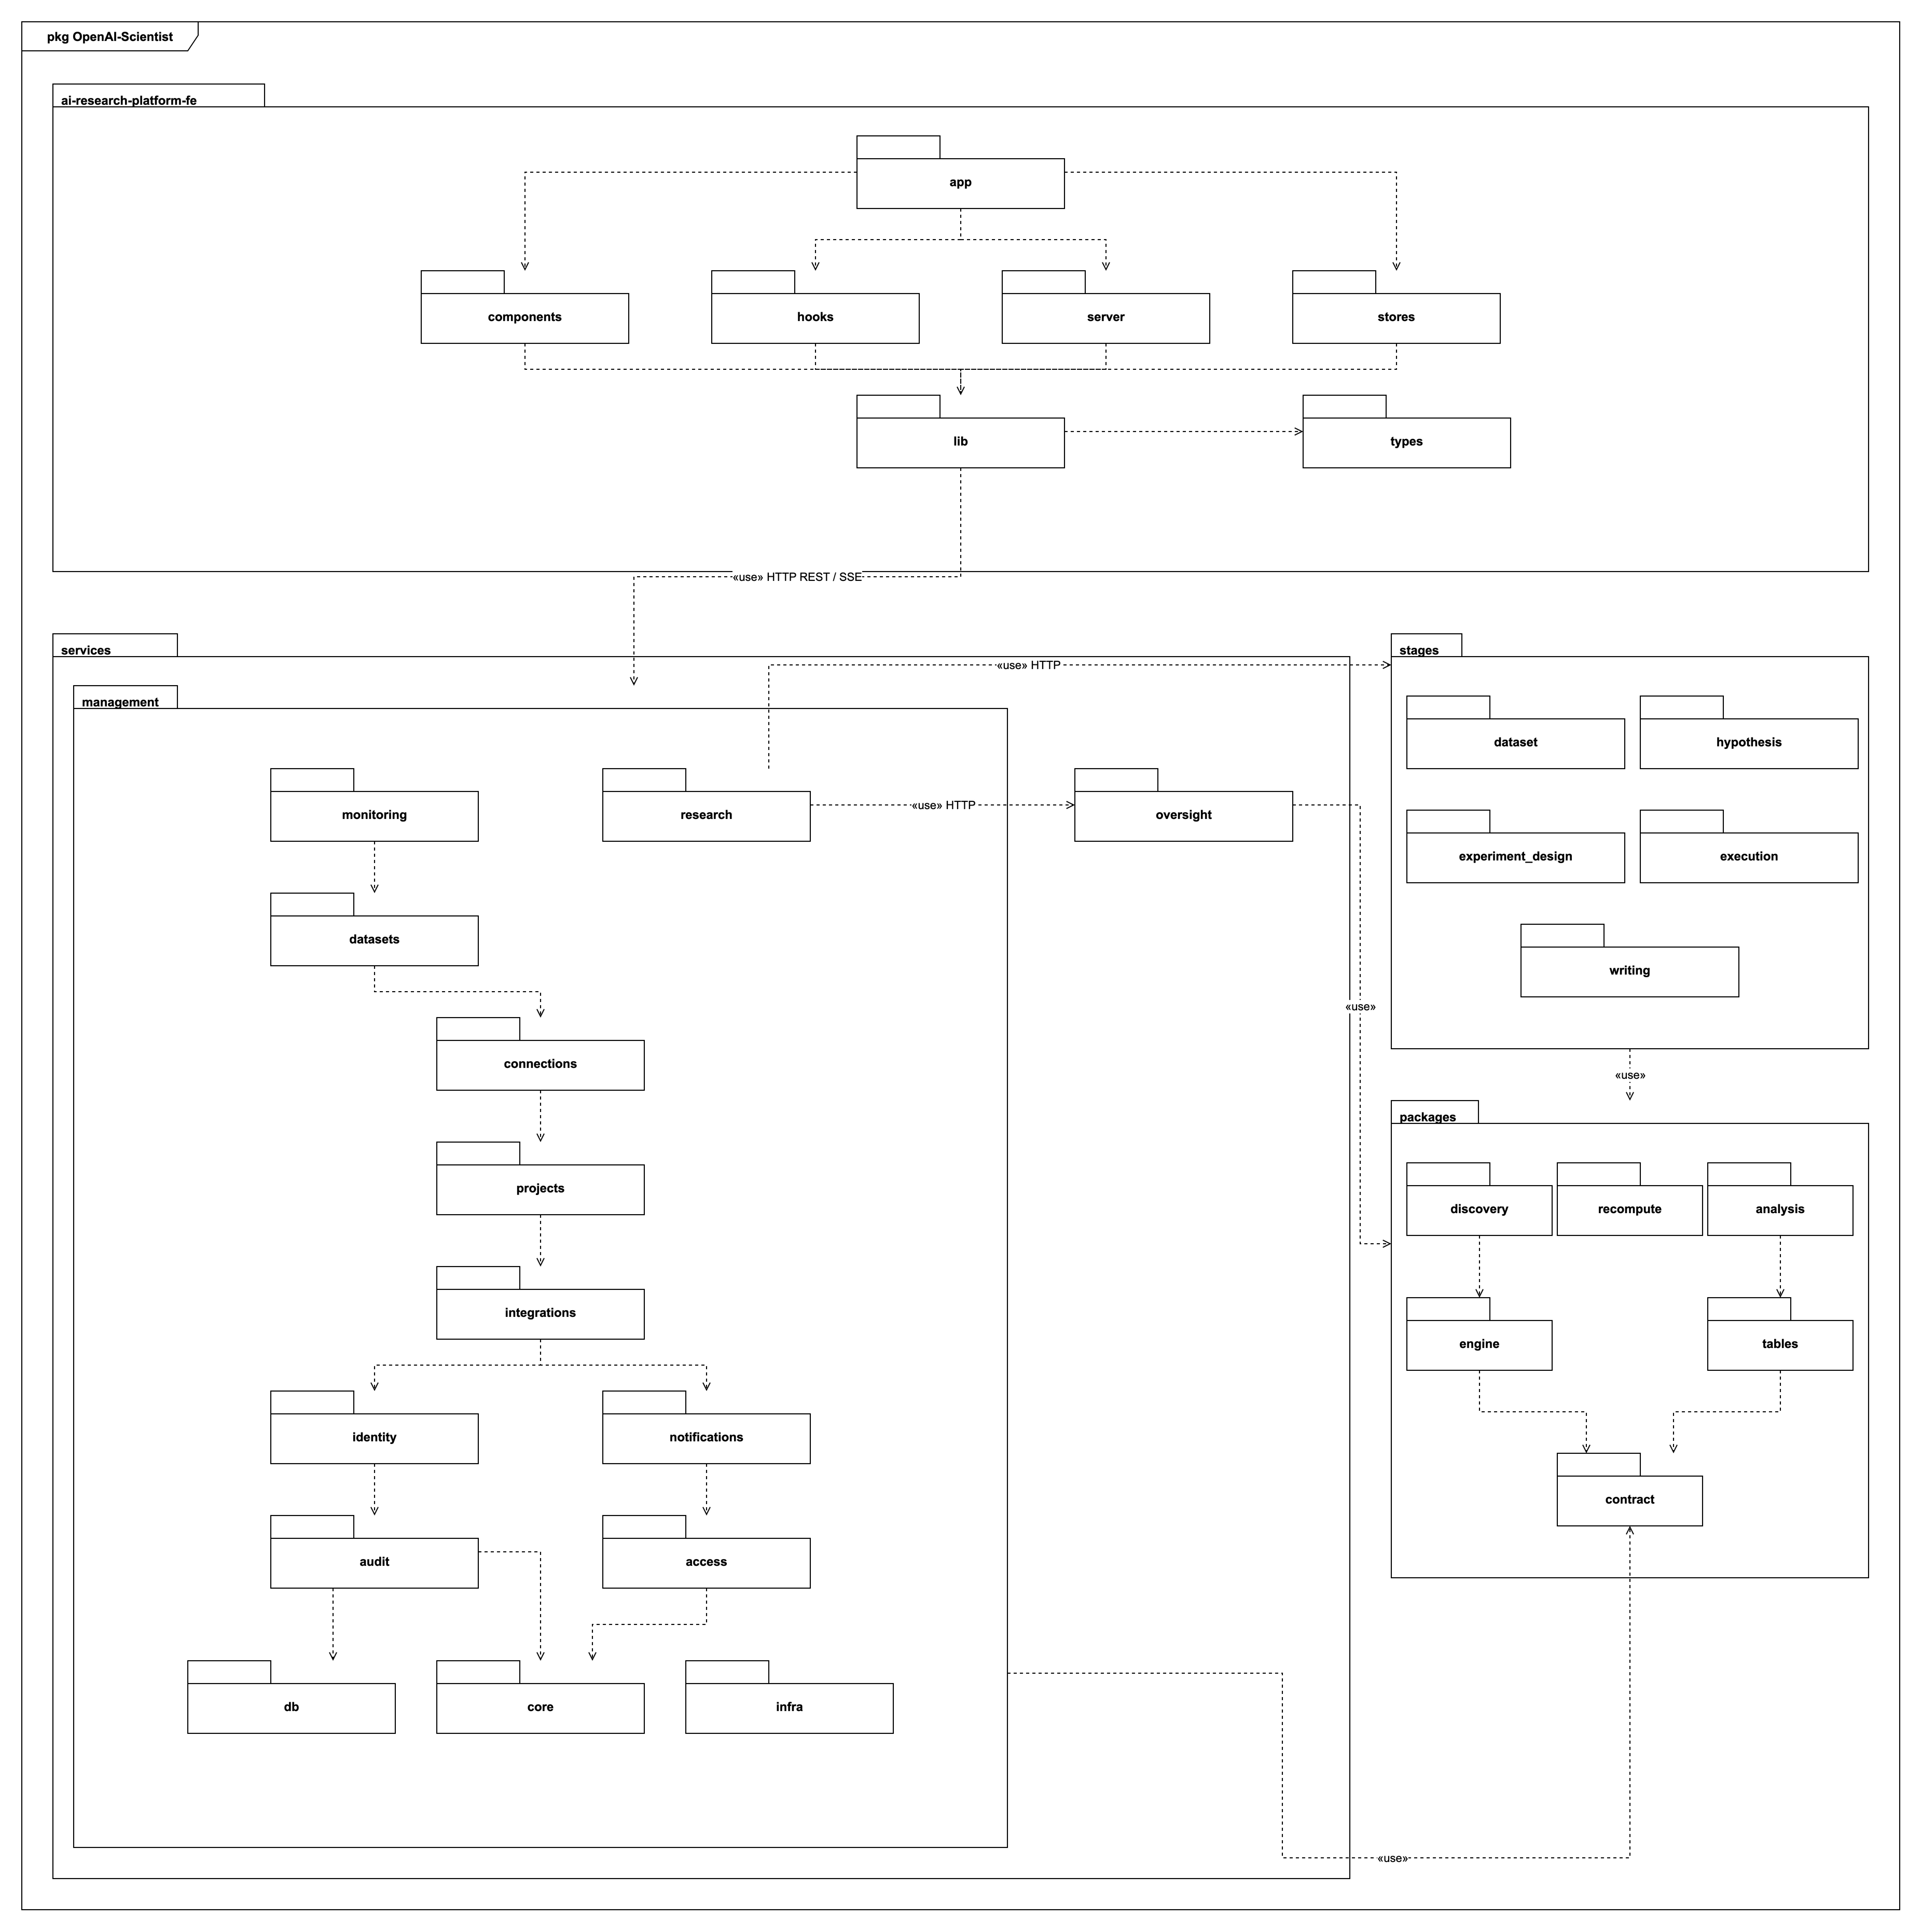 pkg OpenAI-Scientist
ai-research-platform-fe
app
components
hooks
server
stores
lib
types
«use» HTTP REST / SSE
services
stages
«use» HTTP
management
dataset
hypothesis
monitoring
research
«use» HTTP
oversight
experiment_design
execution
datasets
writing
«use»
connections
«use»
packages
projects
discovery
recompute
analysis
integrations
engine
tables
identity
notifications
contract
audit
access
db
core
infra
«use»